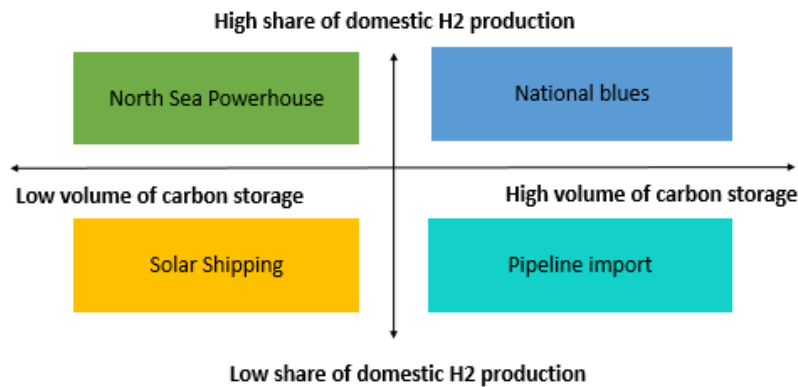 High share of domestic H2 production
North Sea Powerhouse
National blues
Low volume of carbon storage
High volume of carbon storage
Solar Shipping
Pipeline import
Low share of domestic H2 production